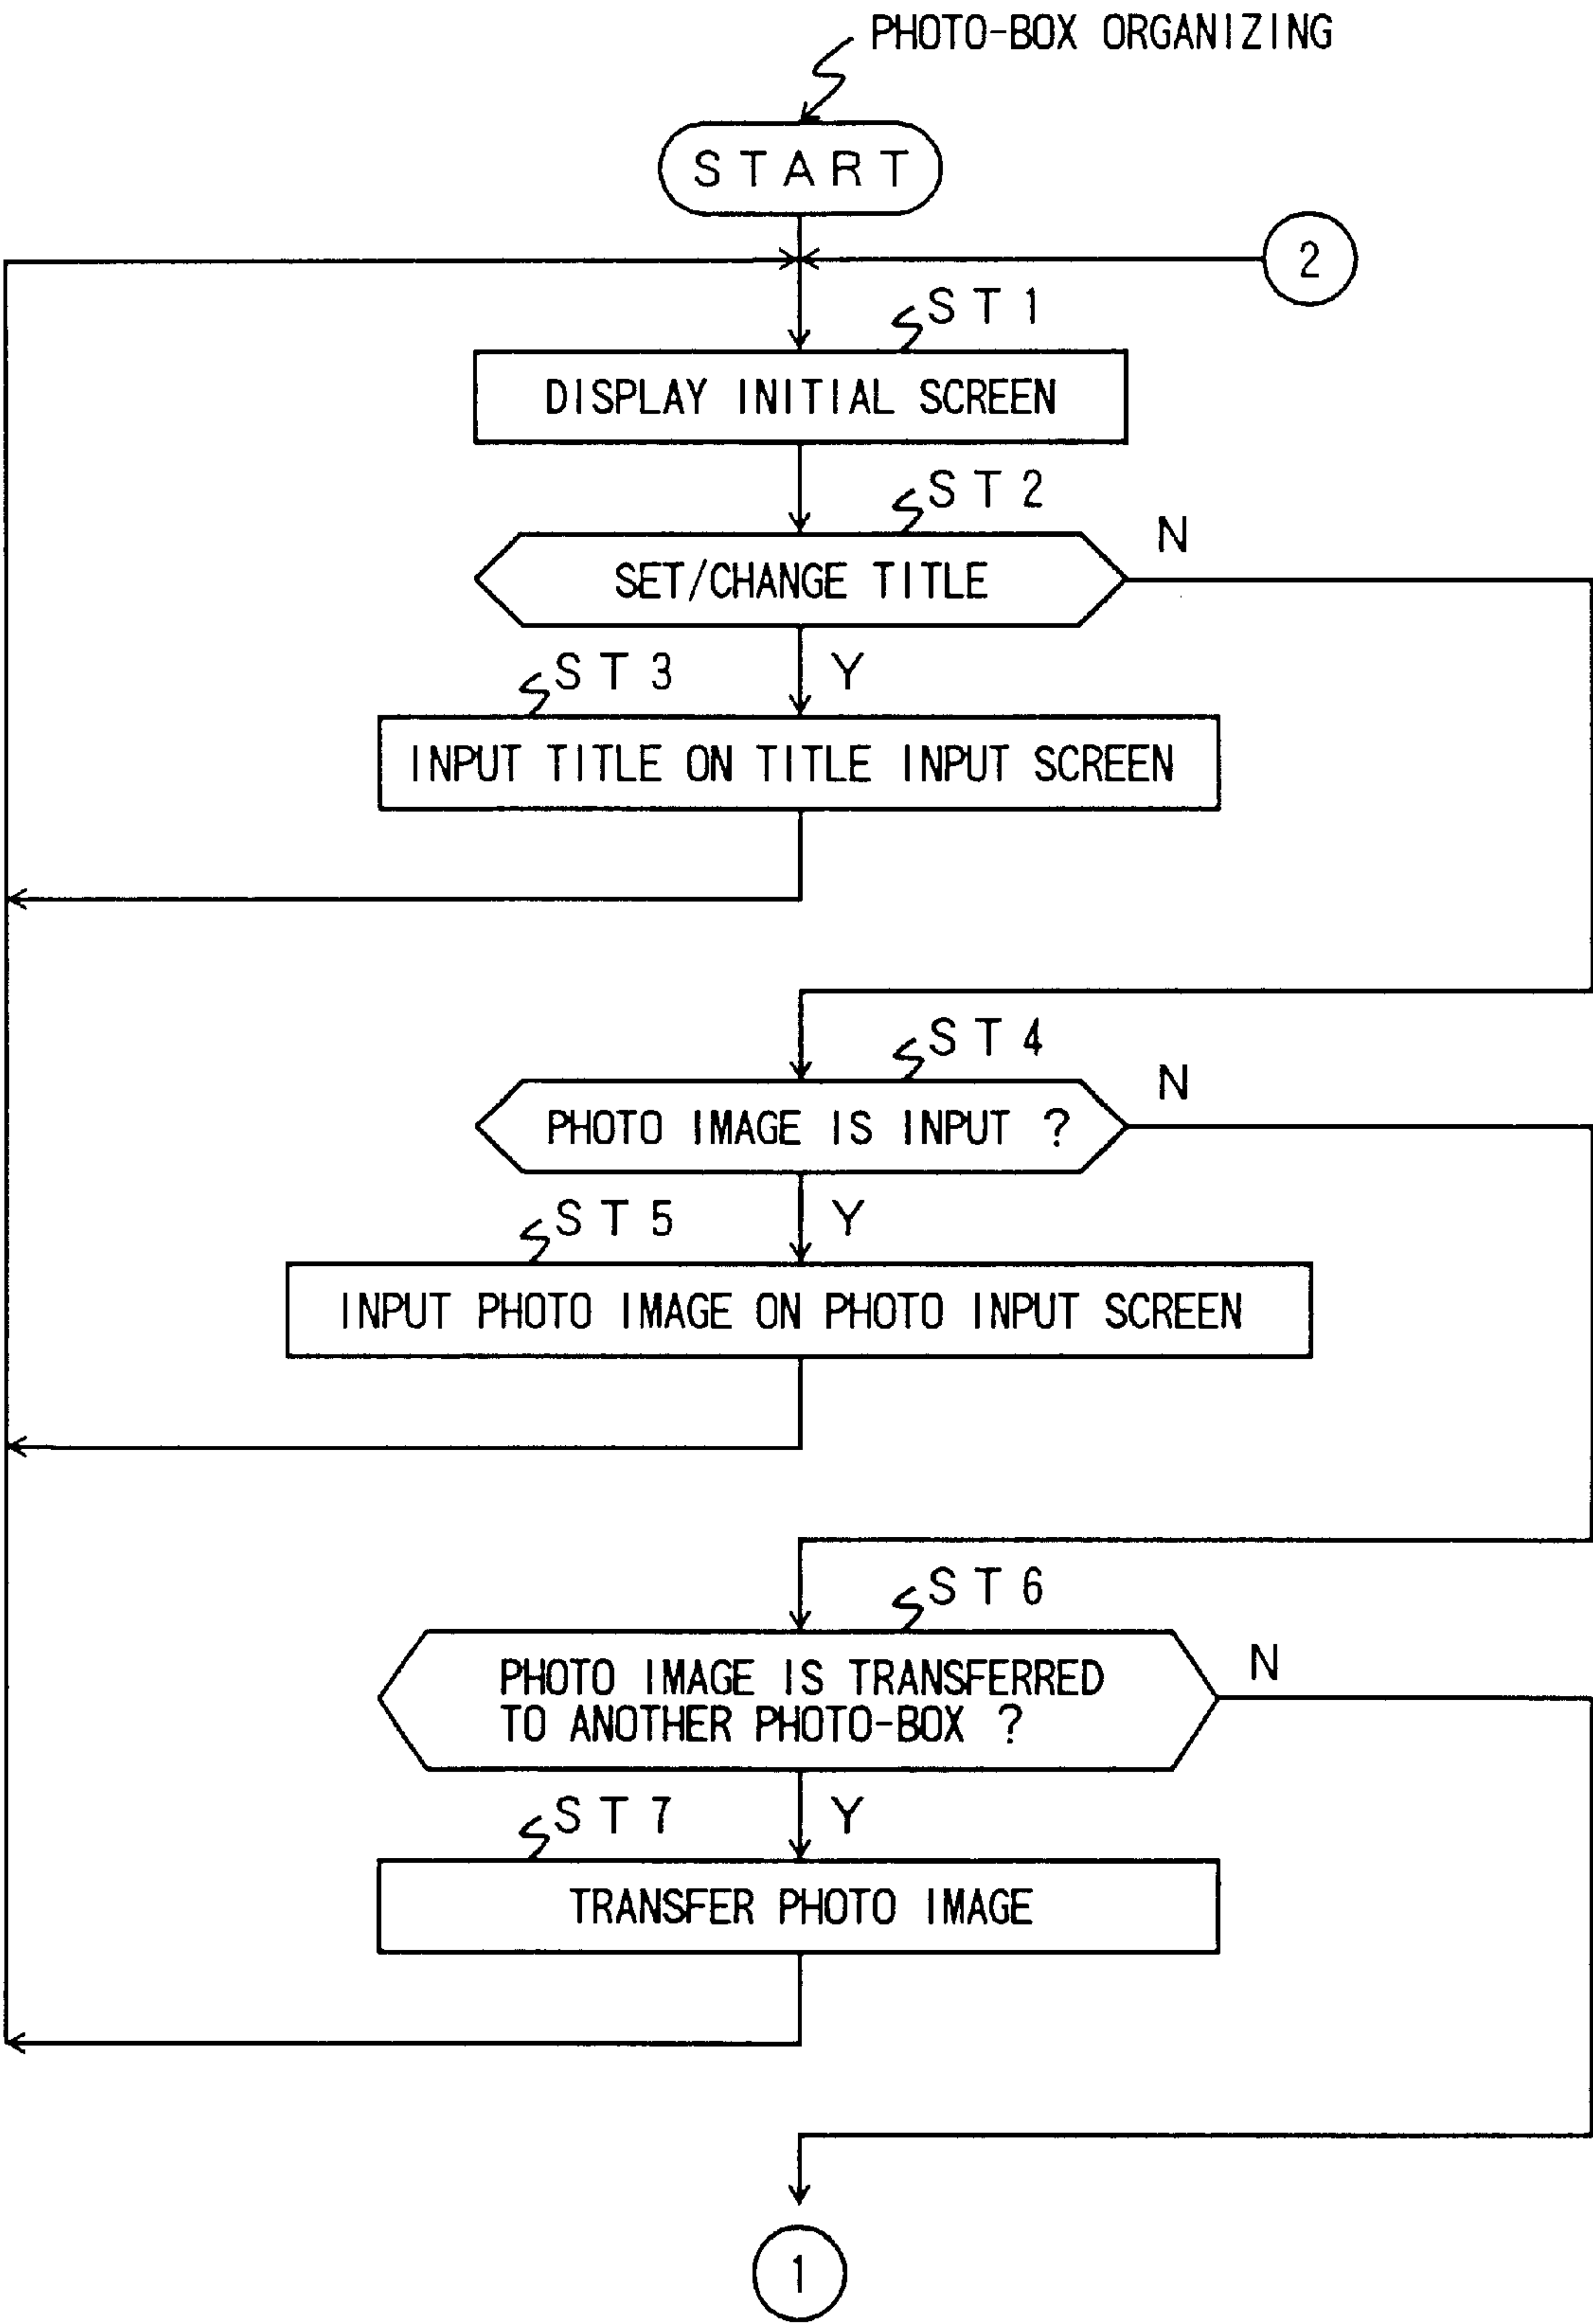 PHOTO-BOX ORGANIZING
START
2
ST1
DISPLAY INITIAL SCREEN
ST2
N
SET/CHANGE TITLE
ST3
Y
INPUT TITLE ON TITLE INPUT SCREEN
ST4
N
PHOTO IMAGE IS INPUT ?
ST5
Y
INPUT PHOTO IMAGE ON PHOTO INPUT SCREEN
ST6
N
PHOTO IMAGE IS TRANSFERRED
TO ANOTHER PHOTO-BOX ?
ST7
Y
TRANSFER PHOTO IMAGE
1